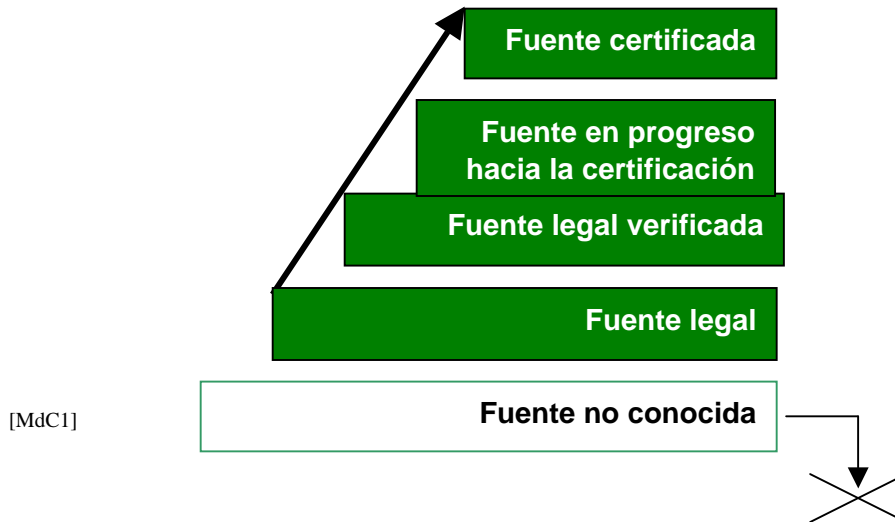 Fuente certificada
Fuente en progreso
hacia la certificación
Fuente legal verificada
Fuente legal
[MdC1]
Fuente no conocida